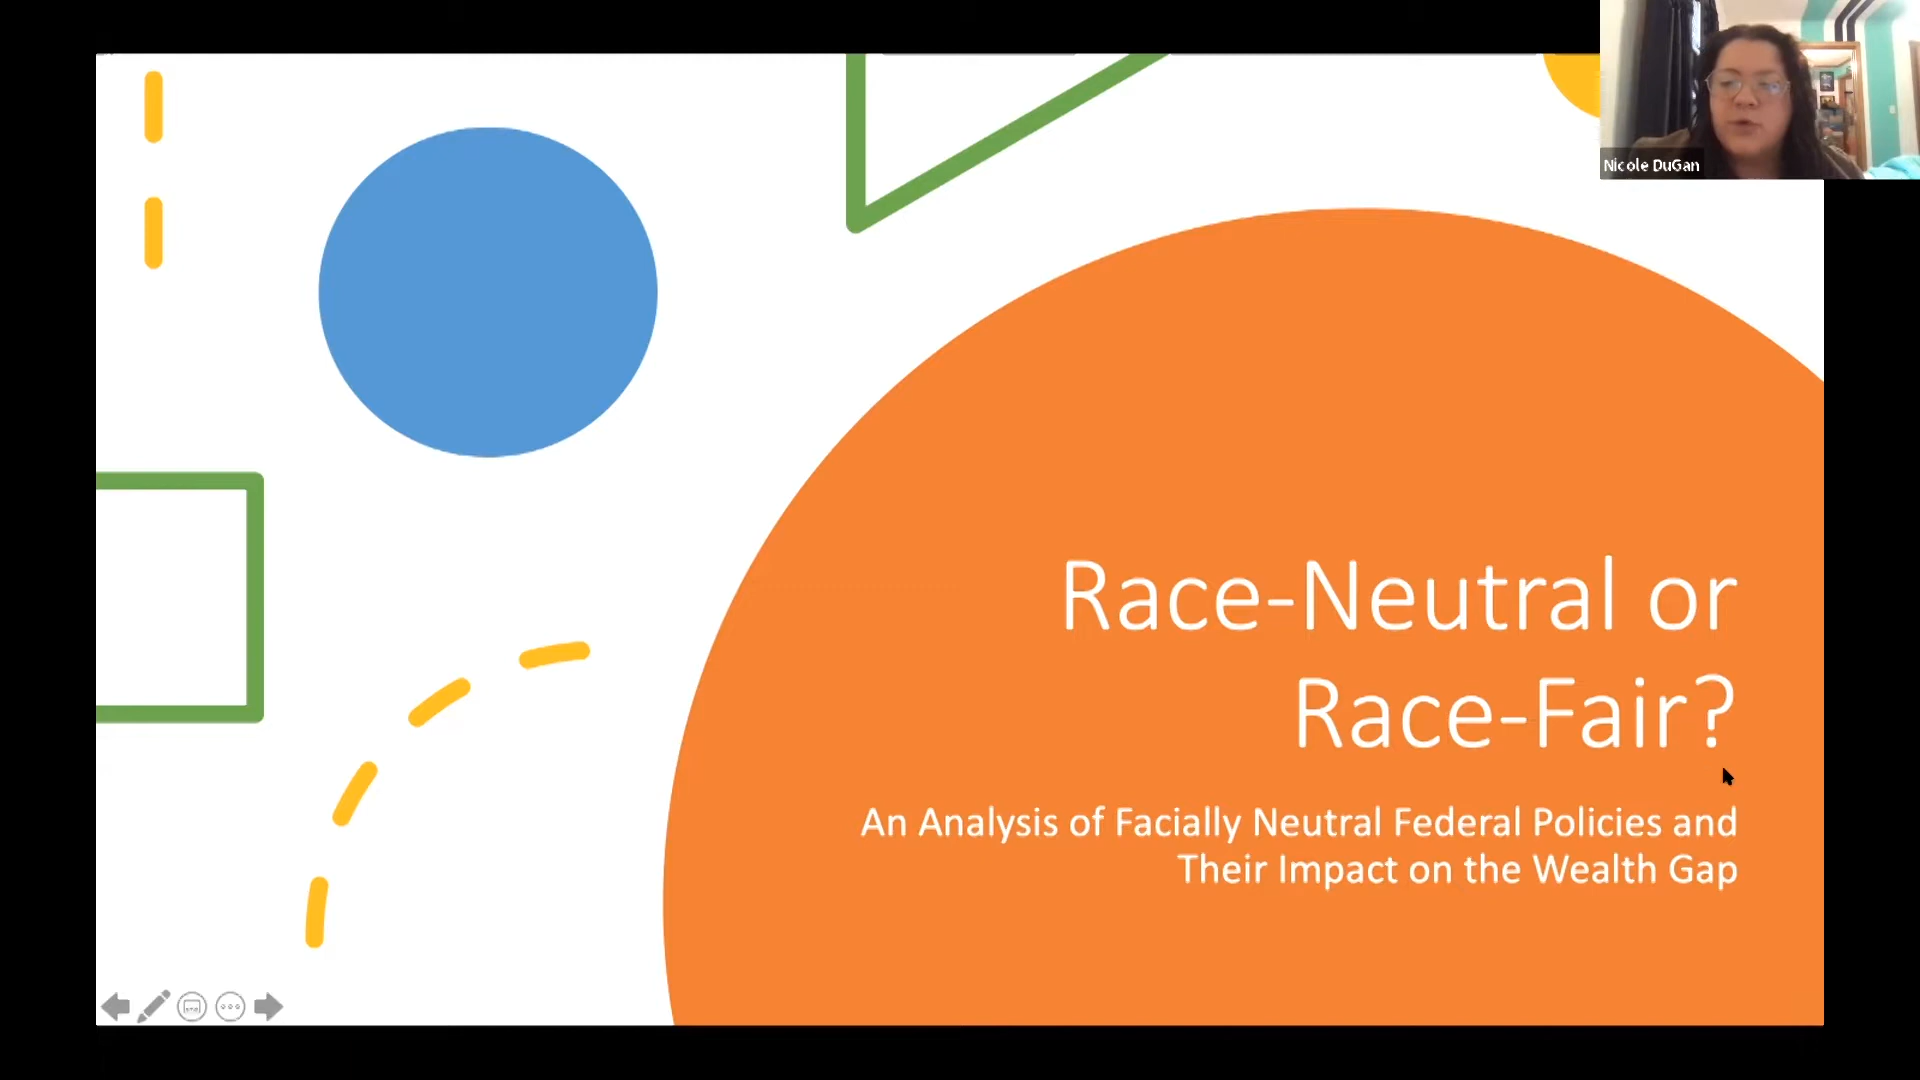 Nicole DuGan
Race-Neutral or
Race-Fair?
An Analysis of Facially Neutral Federal Policies and
Their Impact on the Wealth Gap